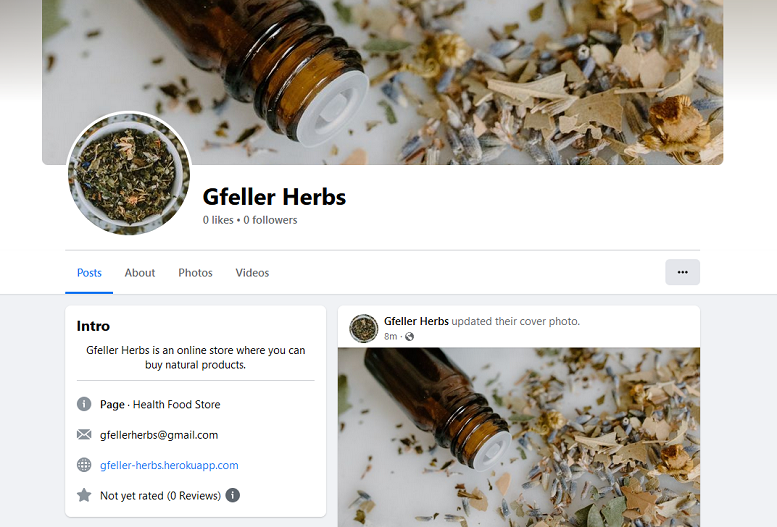 Gfeller Herbs
0 likes • 0 followers
Posts
About
Photos
Videos
Intro
Gfeller Herbs is an online store where you can
buy natural products.
Page · Health Food Store
gfellerherbs@gmail.com
gfeller-herbs.herokuapp.com
Not yet rated (0 Reviews)
Gfeller Herbs updated their cover photo.
8m ·